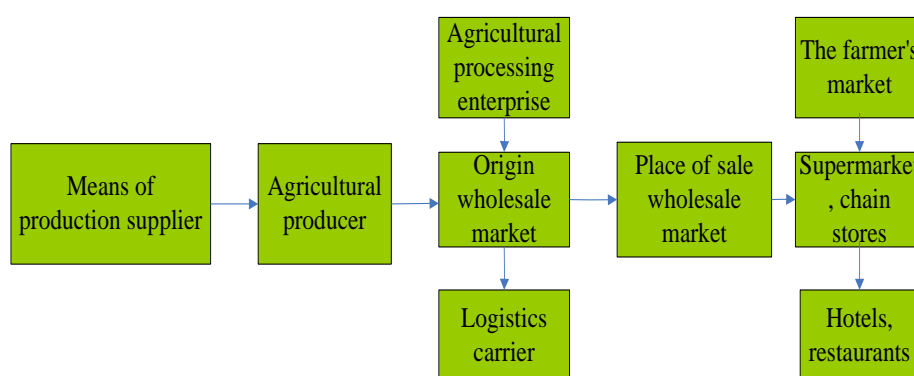 Agricultural
processing
enterprise
The farmer's
market
Means of
production supplier
Agricultural
producer
Origin
wholesale
market
Place of sale
wholesale
market
Supermarke
, chain
stores
Logistics
carrier
Hotels,
restaurants